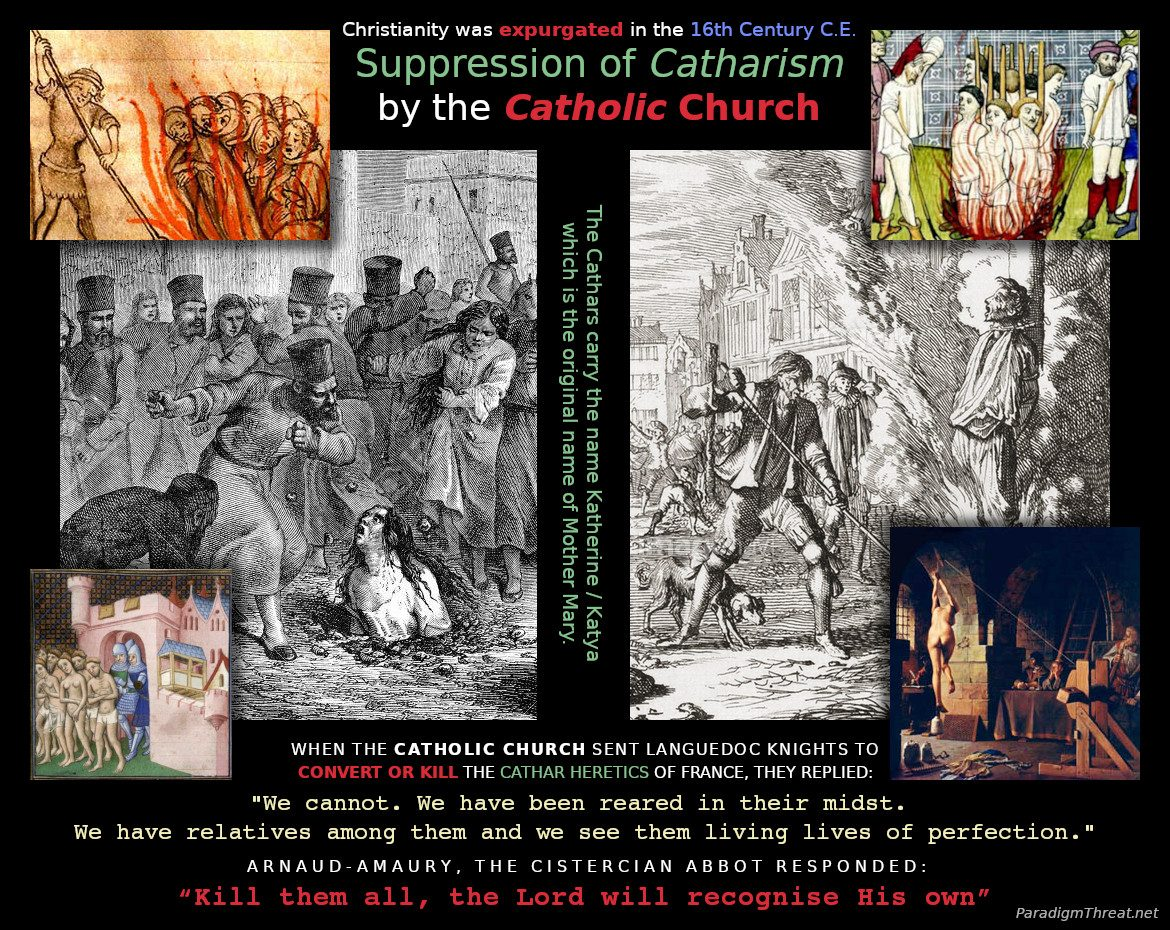 Christianity was expurgated in the 16th Century C.E.
Suppression of Catharism
by the Catholic Church
The Cathars carry the name Katherine / Katya
which is the original name of Mother Mary.
WHEN THE CATHOLIC CHURCH SENT LANGUEDOC KNIGHTS TO
CONVERT OR KILL THE CATHAR HERETICS OF FRANCE, THEY REPLIED:
"We cannot. We have been reared in their midst.
We have relatives among them and we see them living lives of perfection."
ARNAUD-AMAURY, THE CISTERCIAN ABBOT RESPONDED:
“Kill them all, the Lord will recognise His own”
ParadigmThreat.net